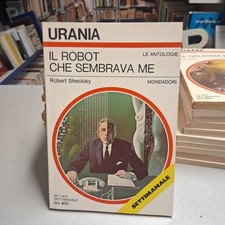 URANIA
LE ANTOLOGIE
IL ROBOT
CHE SEMBRAVA ME
Robert Sheckley
MONDADORI
SETTIMANALE